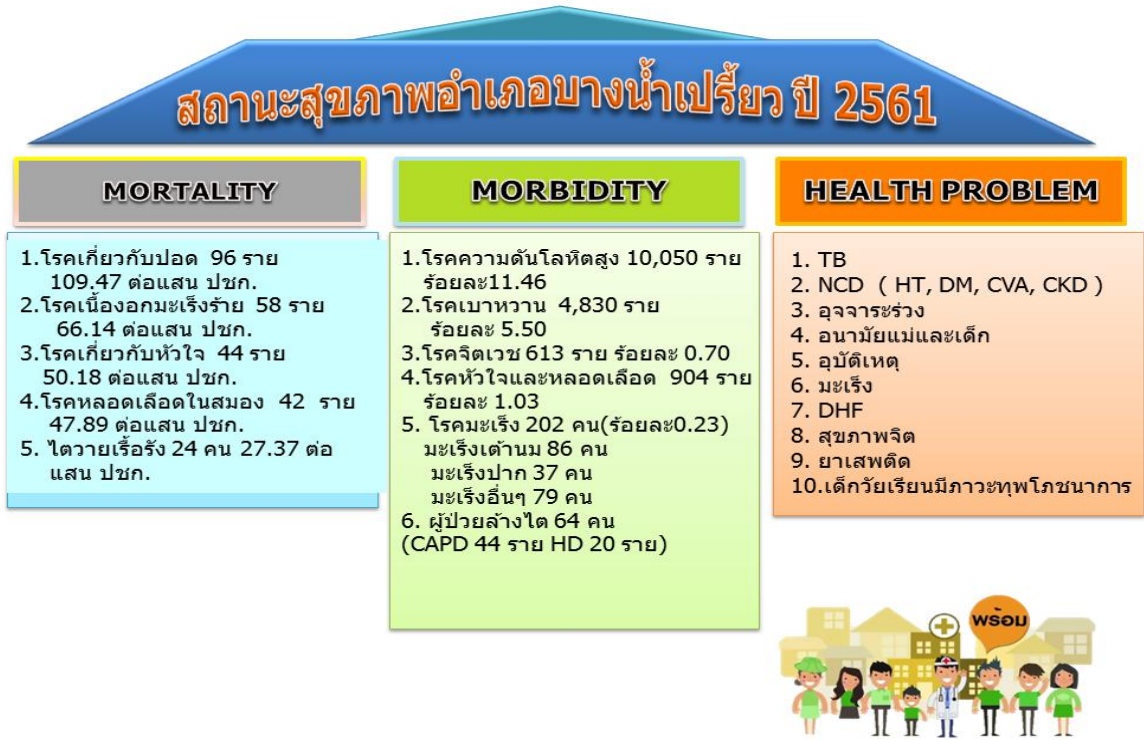 สถานะสุขภาพอำเภอบางน้ำเปรี้ยว ปี 2561
MORTALITY
1.โรคเกี่ยวกับปอด 96 ราย
109.47 ต่อแสน ปชก.
2.โรคเนื้องอกมะเร็งร้าย 58 ราย
66.14 ต่อแสน ปชก.
3.โรคเกี่ยวกับหัวใจ 44 ราย
50.18 ต่อแสน ปชก.
4.โรคหลอดเลือดในสมอง 42 ราย
47.89 ต่อแสน ปชก.
5. ไตวายเรื้อรัง 24 คน 27.37 ต่อ
แสน ปชก.
MORBIDITY
1.โรคความดันโลหิตสูง 10,050 ราย
ร้อยละ11.46
2.โรคเบาหวาน 4,830 ราย
ร้อยละ 5.50
3.โรคจิตเวช 613 ราย ร้อยละ 0.70
4.โรคหัวใจและหลอดเลือด 904 ราย
ร้อยละ 1.03
5. โรคมะเร็ง 202 คน(ร้อยละ0.23)
มะเร็งเต้านม 86 คน
มะเร็งปาก 37 คน
มะเร็งอื่นๆ 79 คน
6. ผู้ป่วยล้างไต 64 คน
(CAPD 44 ราย HD 20 ราย)
HEALTH PROBLEM
1. TB
2. NCD ( HT, DM, CVA, CKD )
3. อุจจาระร่วง
4. อนามัยแม่และเด็ก
5. อุบัติเหตุ
6. มะเร็ง
7. DHF
8. สุขภาพจิต
9. ยาเสพติด
10.เด็กวัยเรียนมีภาวะทุพโภชนาการ
พร้อม